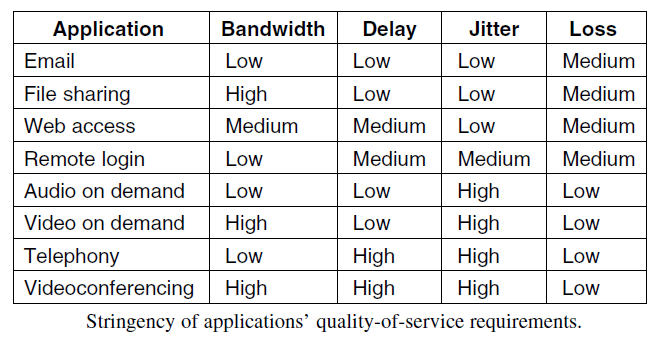 Application Bandwidth Delay Jitter Loss
Email Low Low Low Medium
File sharing High Low Low Medium
Web access Medium Medium Low Medium
Remote login Low Medium Medium Medium
Audio on demand Low Low High Low
Video on demand High Low High Low
Telephony Low High High Low
Videoconferencing High High High Low
Stringency of applications’ quality-of-service requirements.